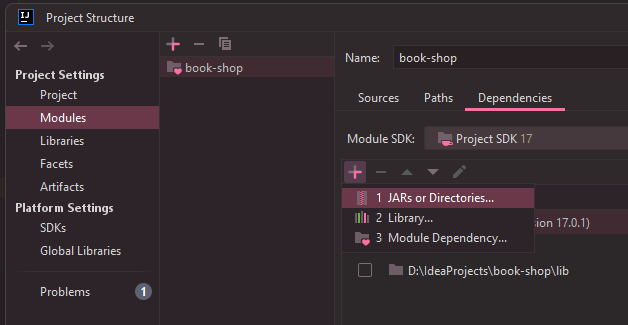 Project Structure
Project Settings
Project
Modules
Libraries
Facets
Artifacts
Platform Settings
SDKs
Global Libraries
Problems 1
book-shop
Name: book-shop
Sources Paths Dependencies
Module SDK: Project SDK 17
1 JARs or Directories...
2 Library...
3 Module Dependency...
17.0.1)
D:\IdeaProjects\book-shop\lib